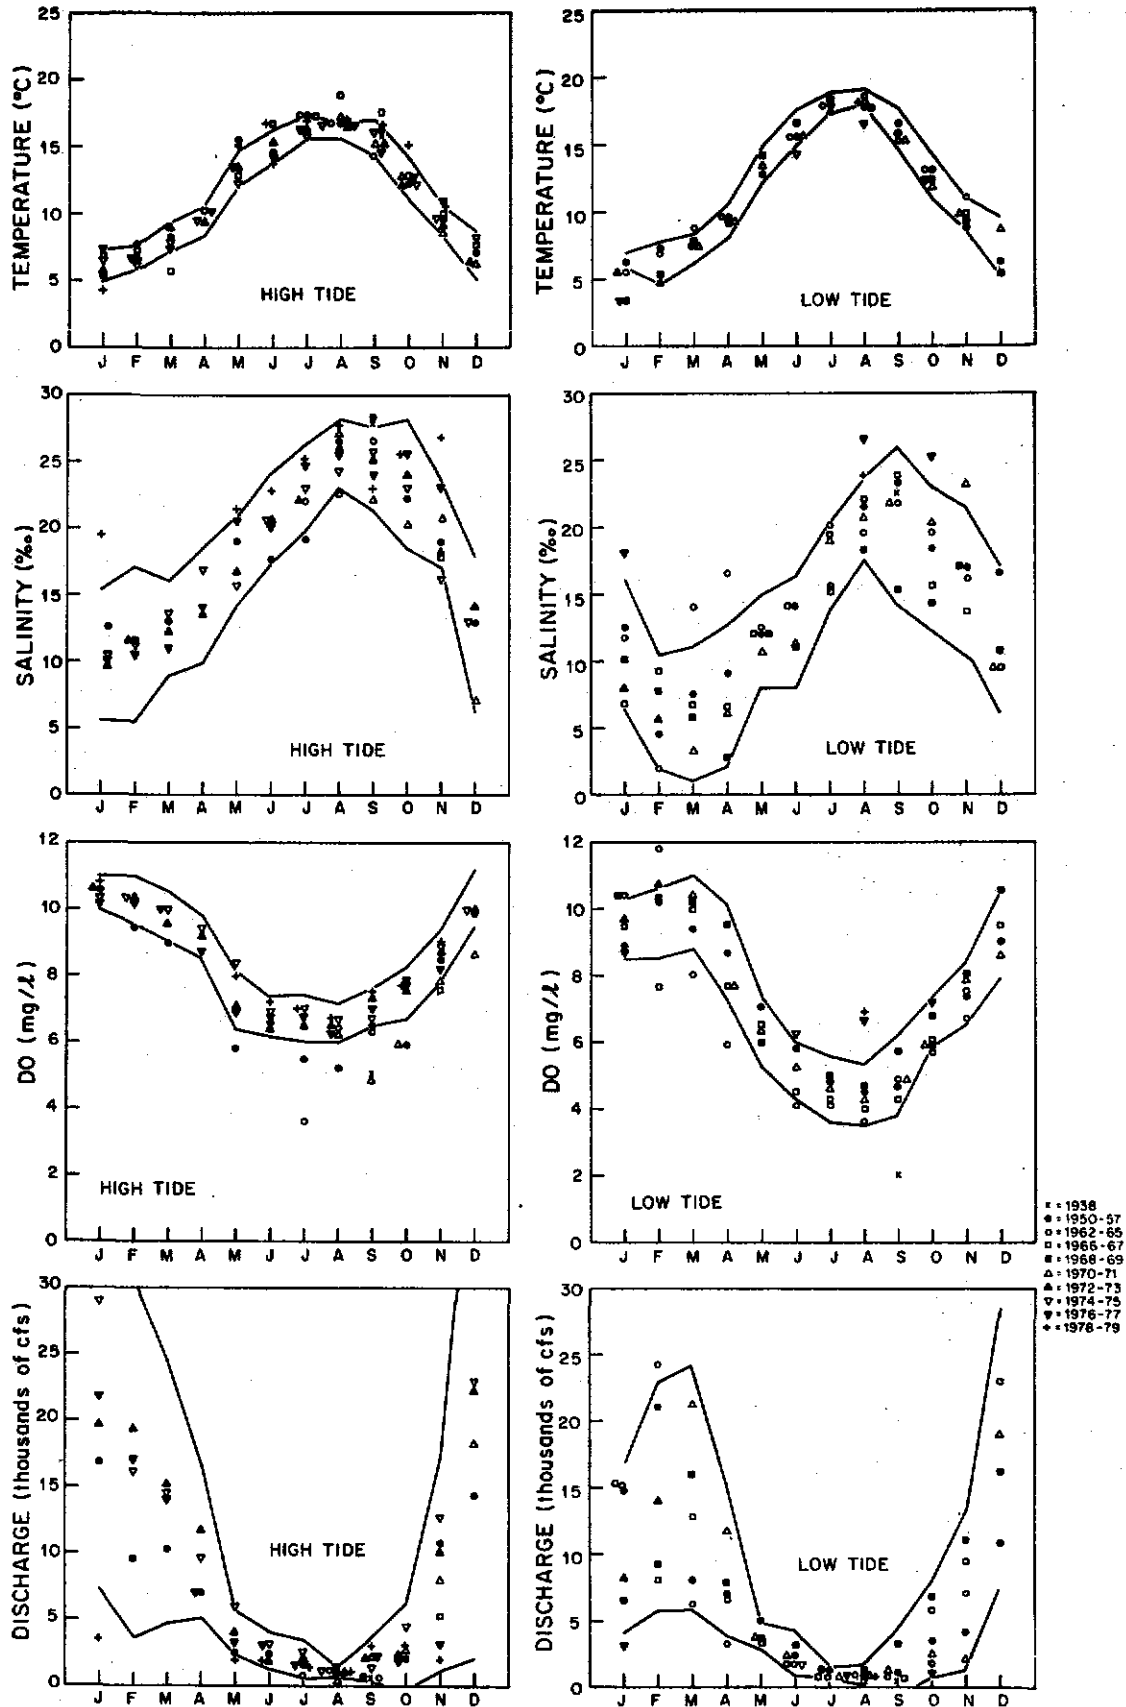 TEMPERATURE (°C)
25
20
15
10
5
0
HIGH TIDE
J F M A M J J A S O N D
TEMPERATURE (°C)
25
20
15
10
5
0
LOW TIDE
J F M A M J J A S O N D
SALINITY (‰)
30
25
20
15
10
5
0
HIGH TIDE
J F M A M J J A S O N D
SALINITY (‰)
30
25
20
15
10
5
0
LOW TIDE
J F M A M J J A S O N D
DO (mg/l)
12
10
8
6
4
2
0
HIGH TIDE
J F M A M J J A S O N D
DO (mg/l)
12
10
8
6
4
2
0
LOW TIDE
J F M A M J J A S O N D
x = 1938
● = 1950-57
○ = 1962-65
□ = 1966-67
■ = 1968-69
△ = 1970-71
▲ = 1972-73
▽ = 1974-75
▼ = 1976-77
+ = 1978-79
DISCHARGE (thousands of cfs)
30
25
20
15
10
5
0
HIGH TIDE
J F M A M J J A S O N D
DISCHARGE (thousands of cfs)
30
25
20
15
10
5
0
LOW TIDE
J F M A M J J A S O N D